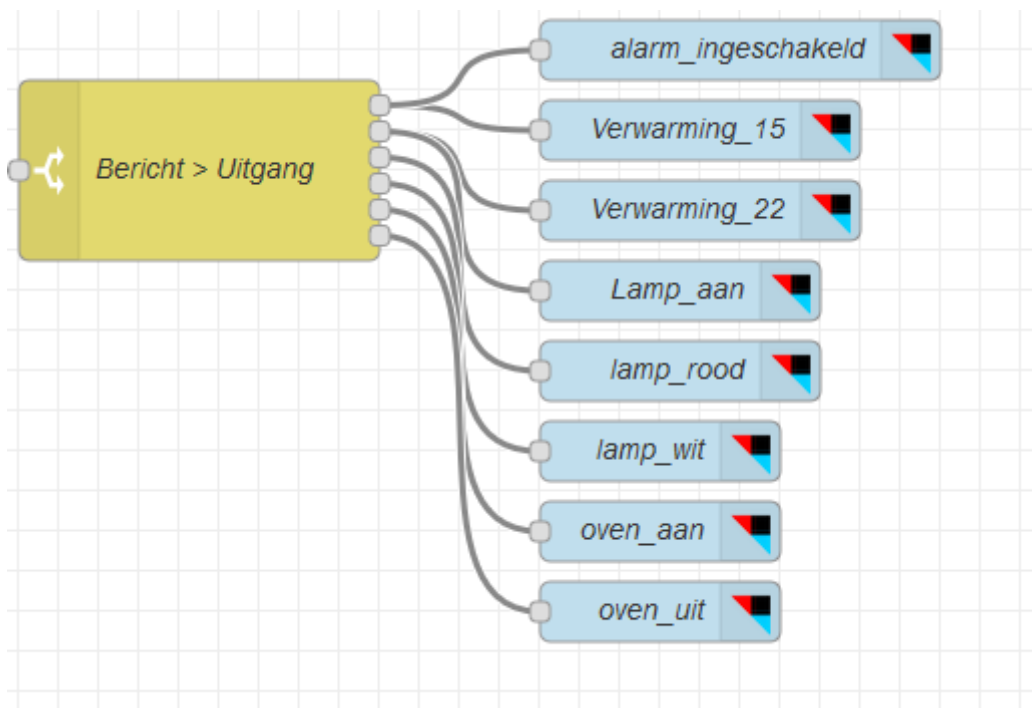 alarm_ingeschakeld
Bericht > Uitgang
Verwarming_15
Verwarming_22
Lamp_aan
lamp_rood
lamp_wit
oven_aan
oven_uit